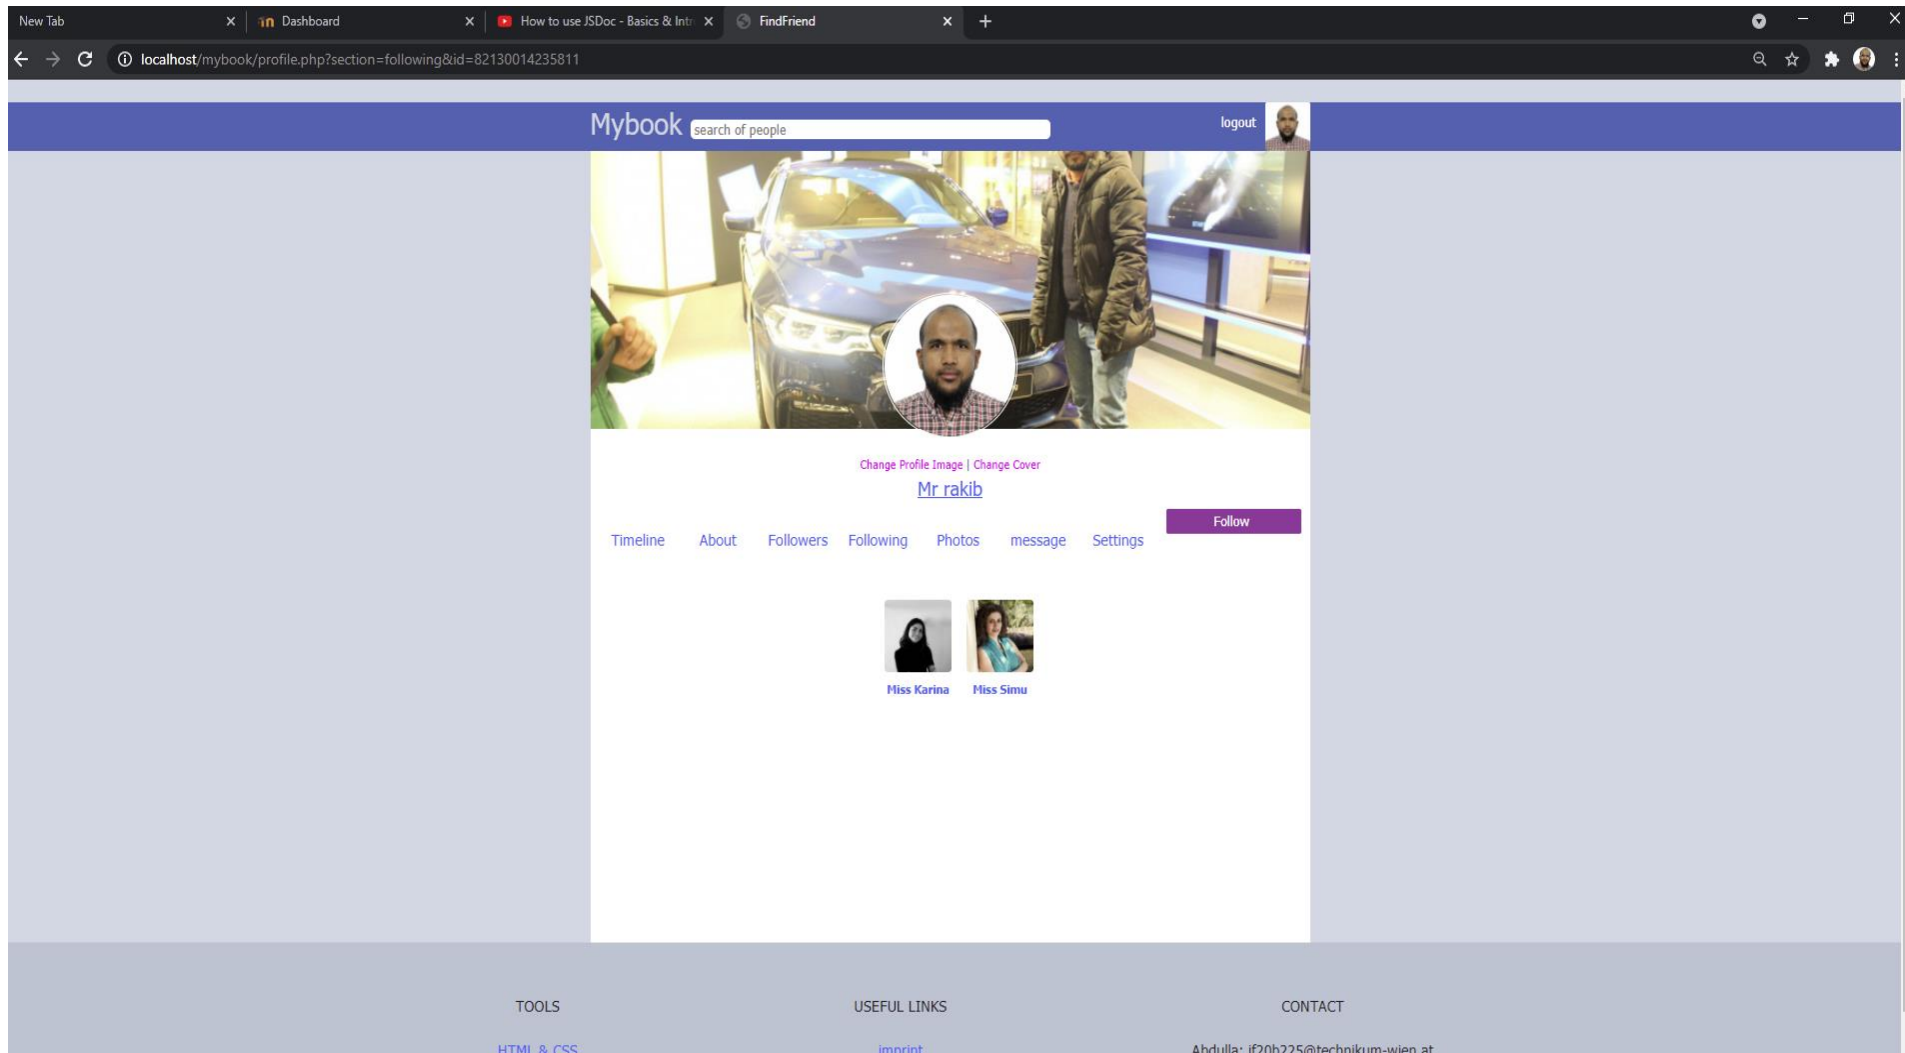 New Tab
Dashboard
How to use JSDoc - Basics & Intr
FindFriend
localhost/mybook/profile.php?section=following&id=82130014235811
Mybook
search of people
logout
Change Profile Image | Change Cover
Mr rakib
Follow
Timeline About Followers Following Photos message Settings
Miss Karina Miss Simu
TOOLS USEFUL LINKS CONTACT
HTML & CSS imprint Abdulla: if20b225@technikum-wien.at